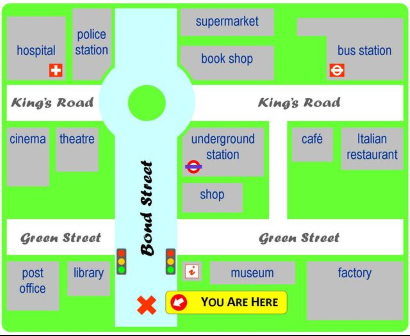 supermarket
police
station
hospital
book shop
bus station
King's Road
King's Road
cinema
theatre
underground
station
café
Italian
restaurant
Bond Street
shop
Green Street
Green Street
post
office
library
i
museum
factory
YOU ARE HERE